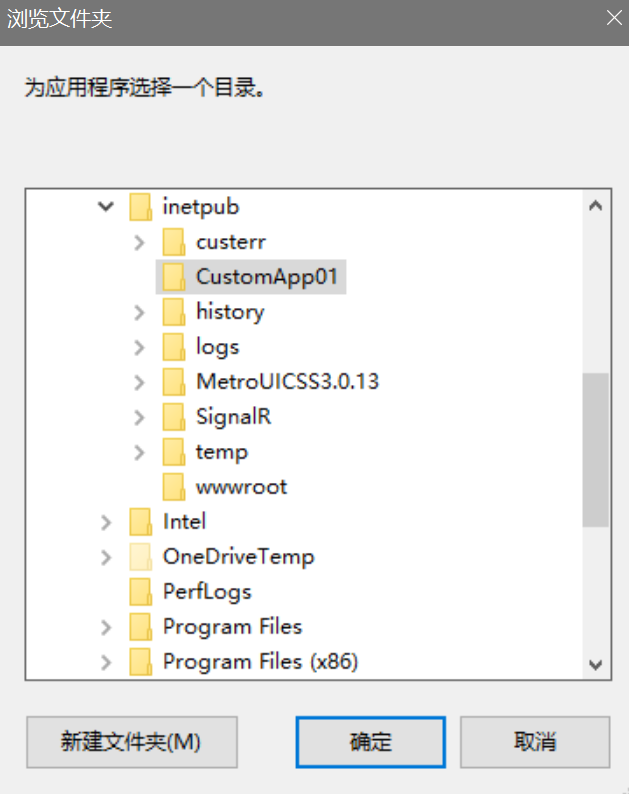 浏览文件夹
为应用程序选择一个目录。
inetpub
custerr
CustomApp01
history
logs
MetroUICSS3.0.13
SignalR
temp
wwwroot
Intel
OneDriveTemp
PerfLogs
Program Files
Program Files (x86)
新建文件夹(M) 确定 取消